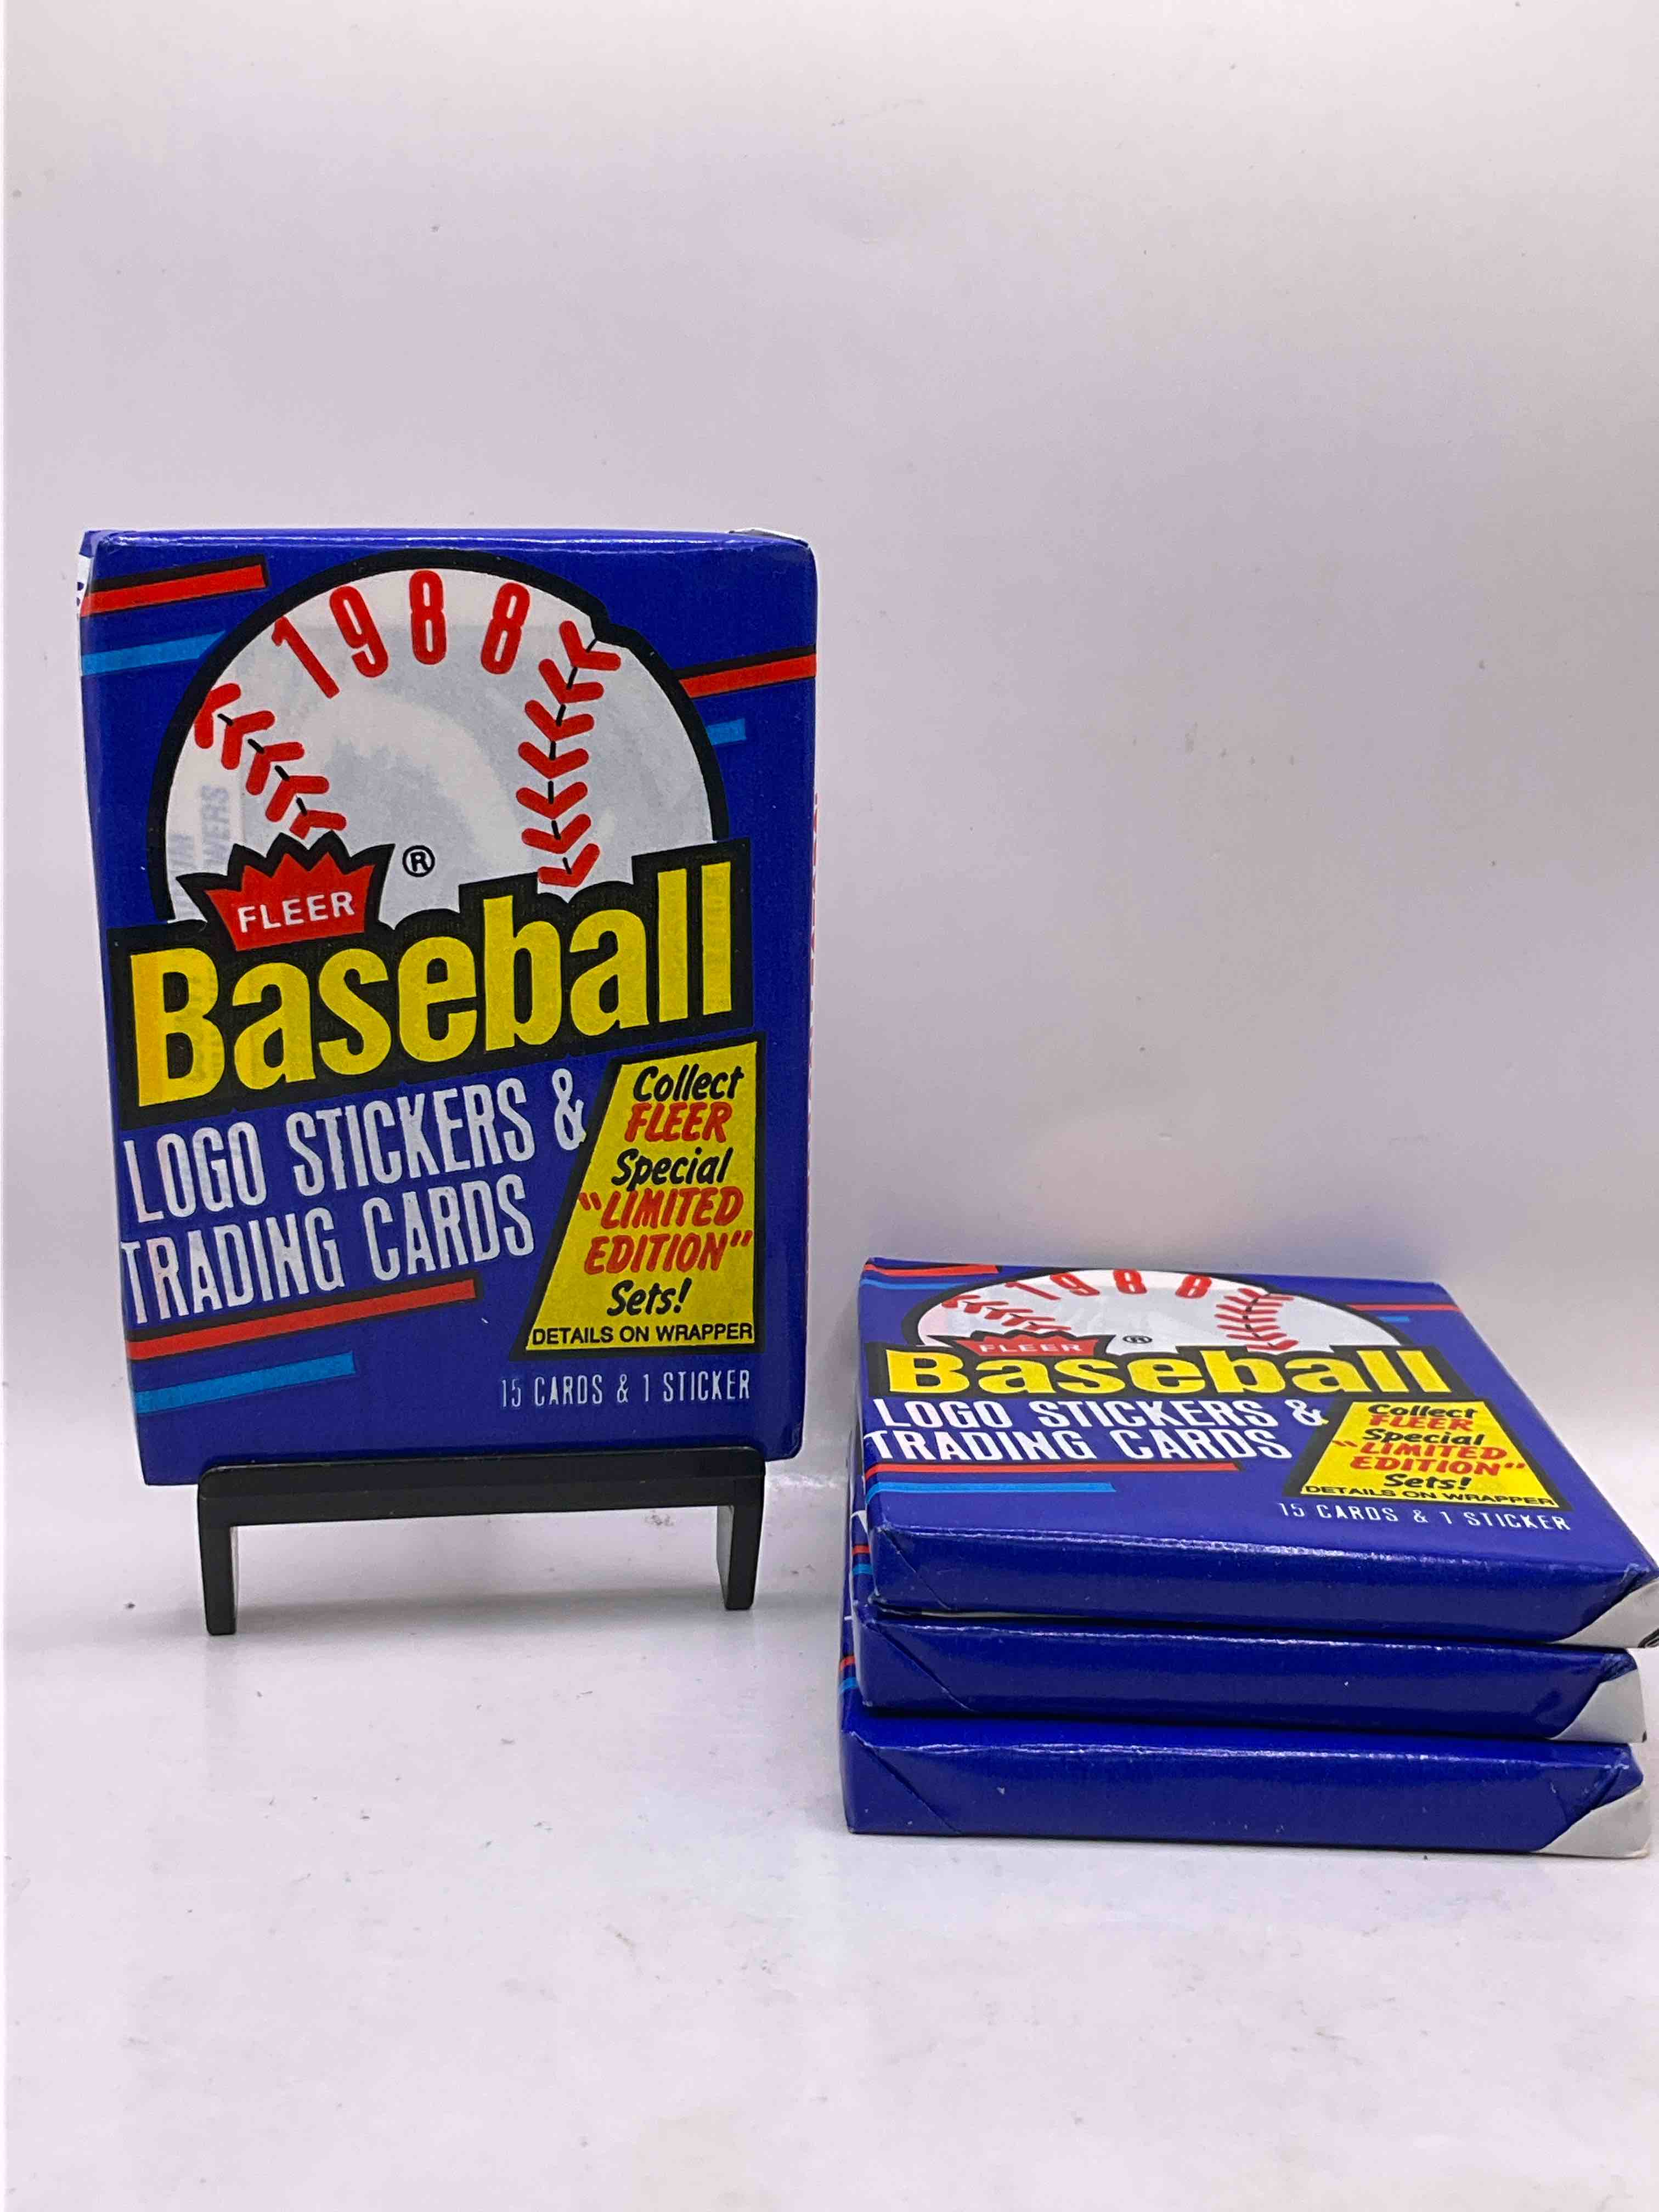 1988
FLEER
®
Baseball
LOGO STICKERS &
TRADING CARDS
Collect
FLEER
Special
"LIMITED
EDITION"
Sets!
DETAILS ON WRAPPER
15 CARDS & 1 STICKER
1988
FLEER
®
Baseball
LOGO STICKERS &
TRADING CARDS
Collect
FLEER
Special
"LIMITED
EDITION"
Sets!
DETAILS ON WRAPPER
15 CARDS & 1 STICKER